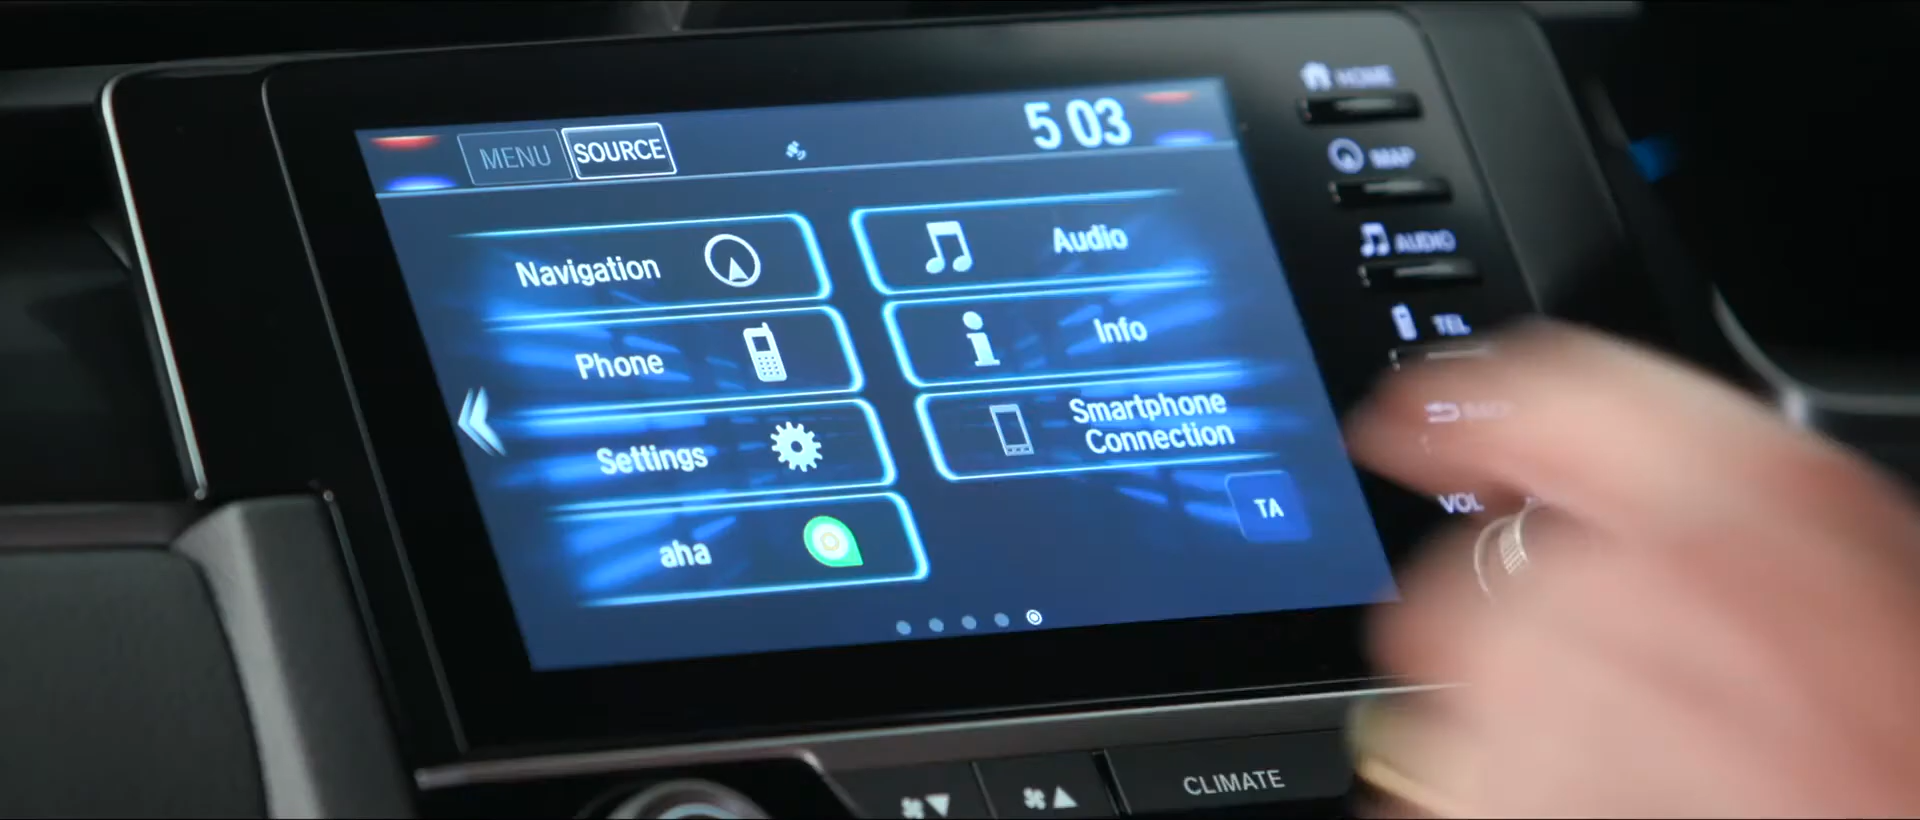 MENU
SOURCE
5 03
HOME
MAP
AUDIO
TEL
Navigation
Audio
Phone
Info
Settings
Smartphone
Connection
aha
TA
VOL
CLIMATE